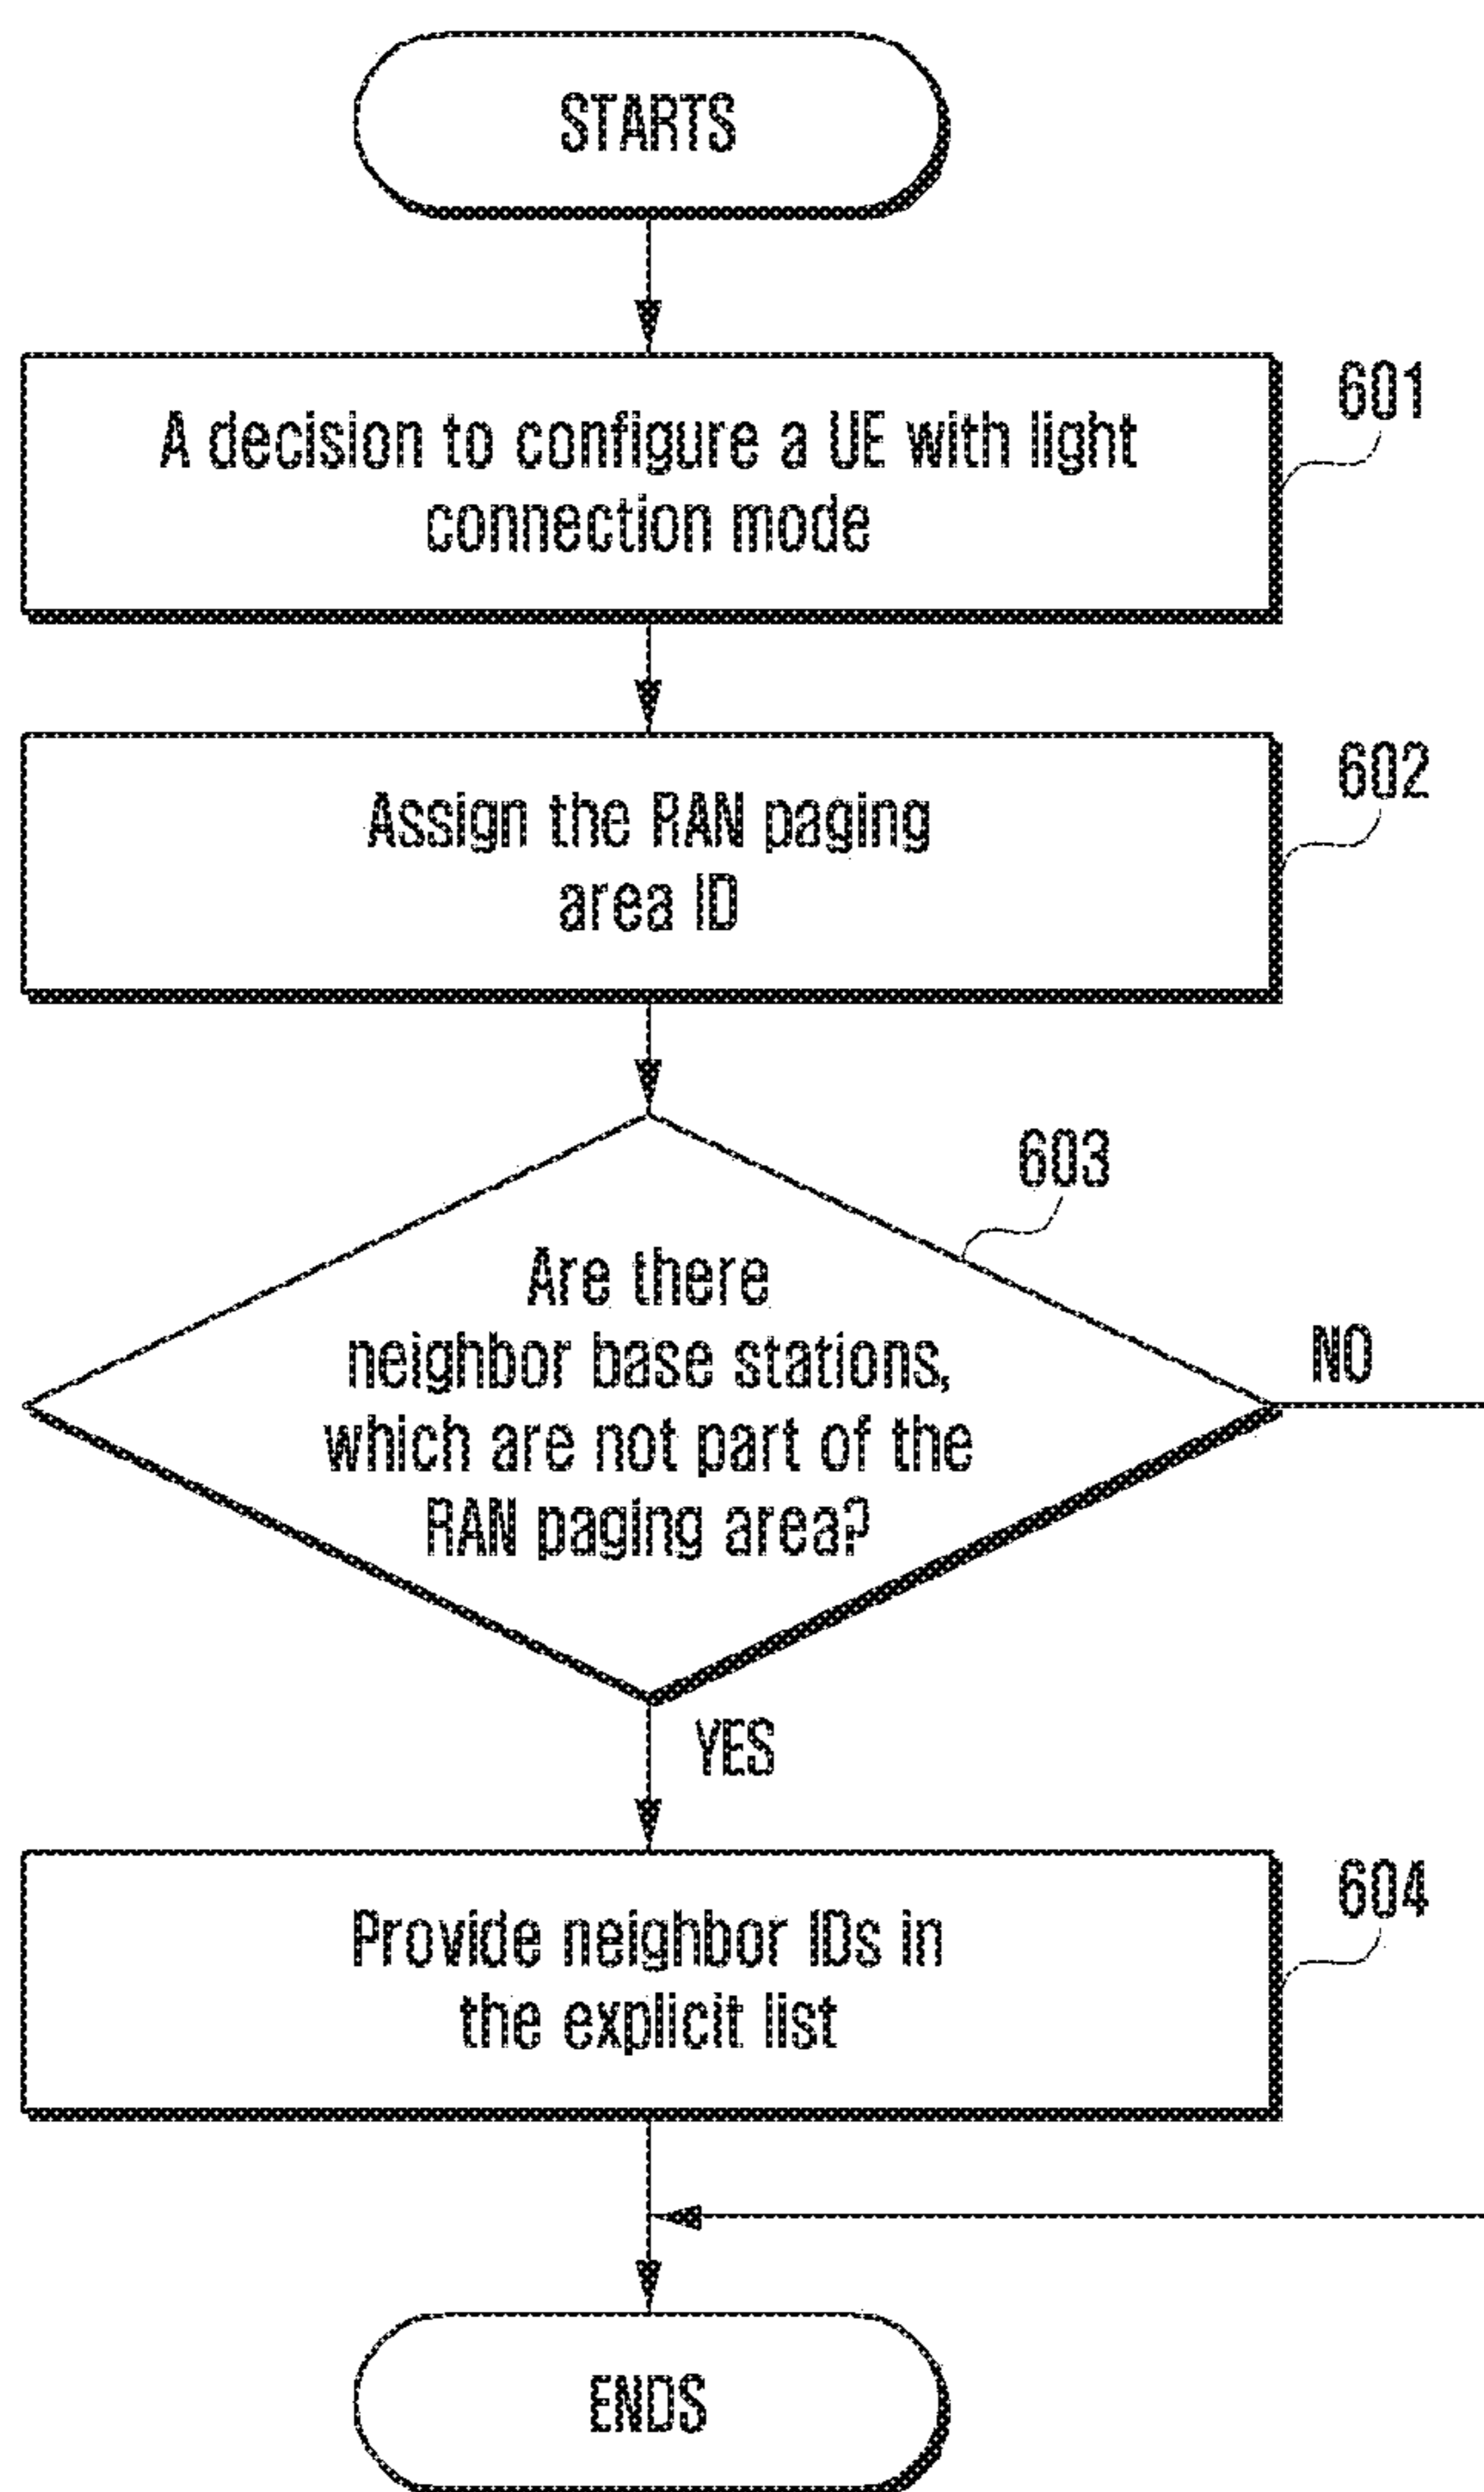 STARTS
601
A decision to configure a UE with light
connection mode
602
Assign the RAN paging
area ID
603
Are there
neighbor base stations,
which are not part of the
RAN paging area?
NO
YES
604
Provide neighbor IDs in
the explicit list
ENDS